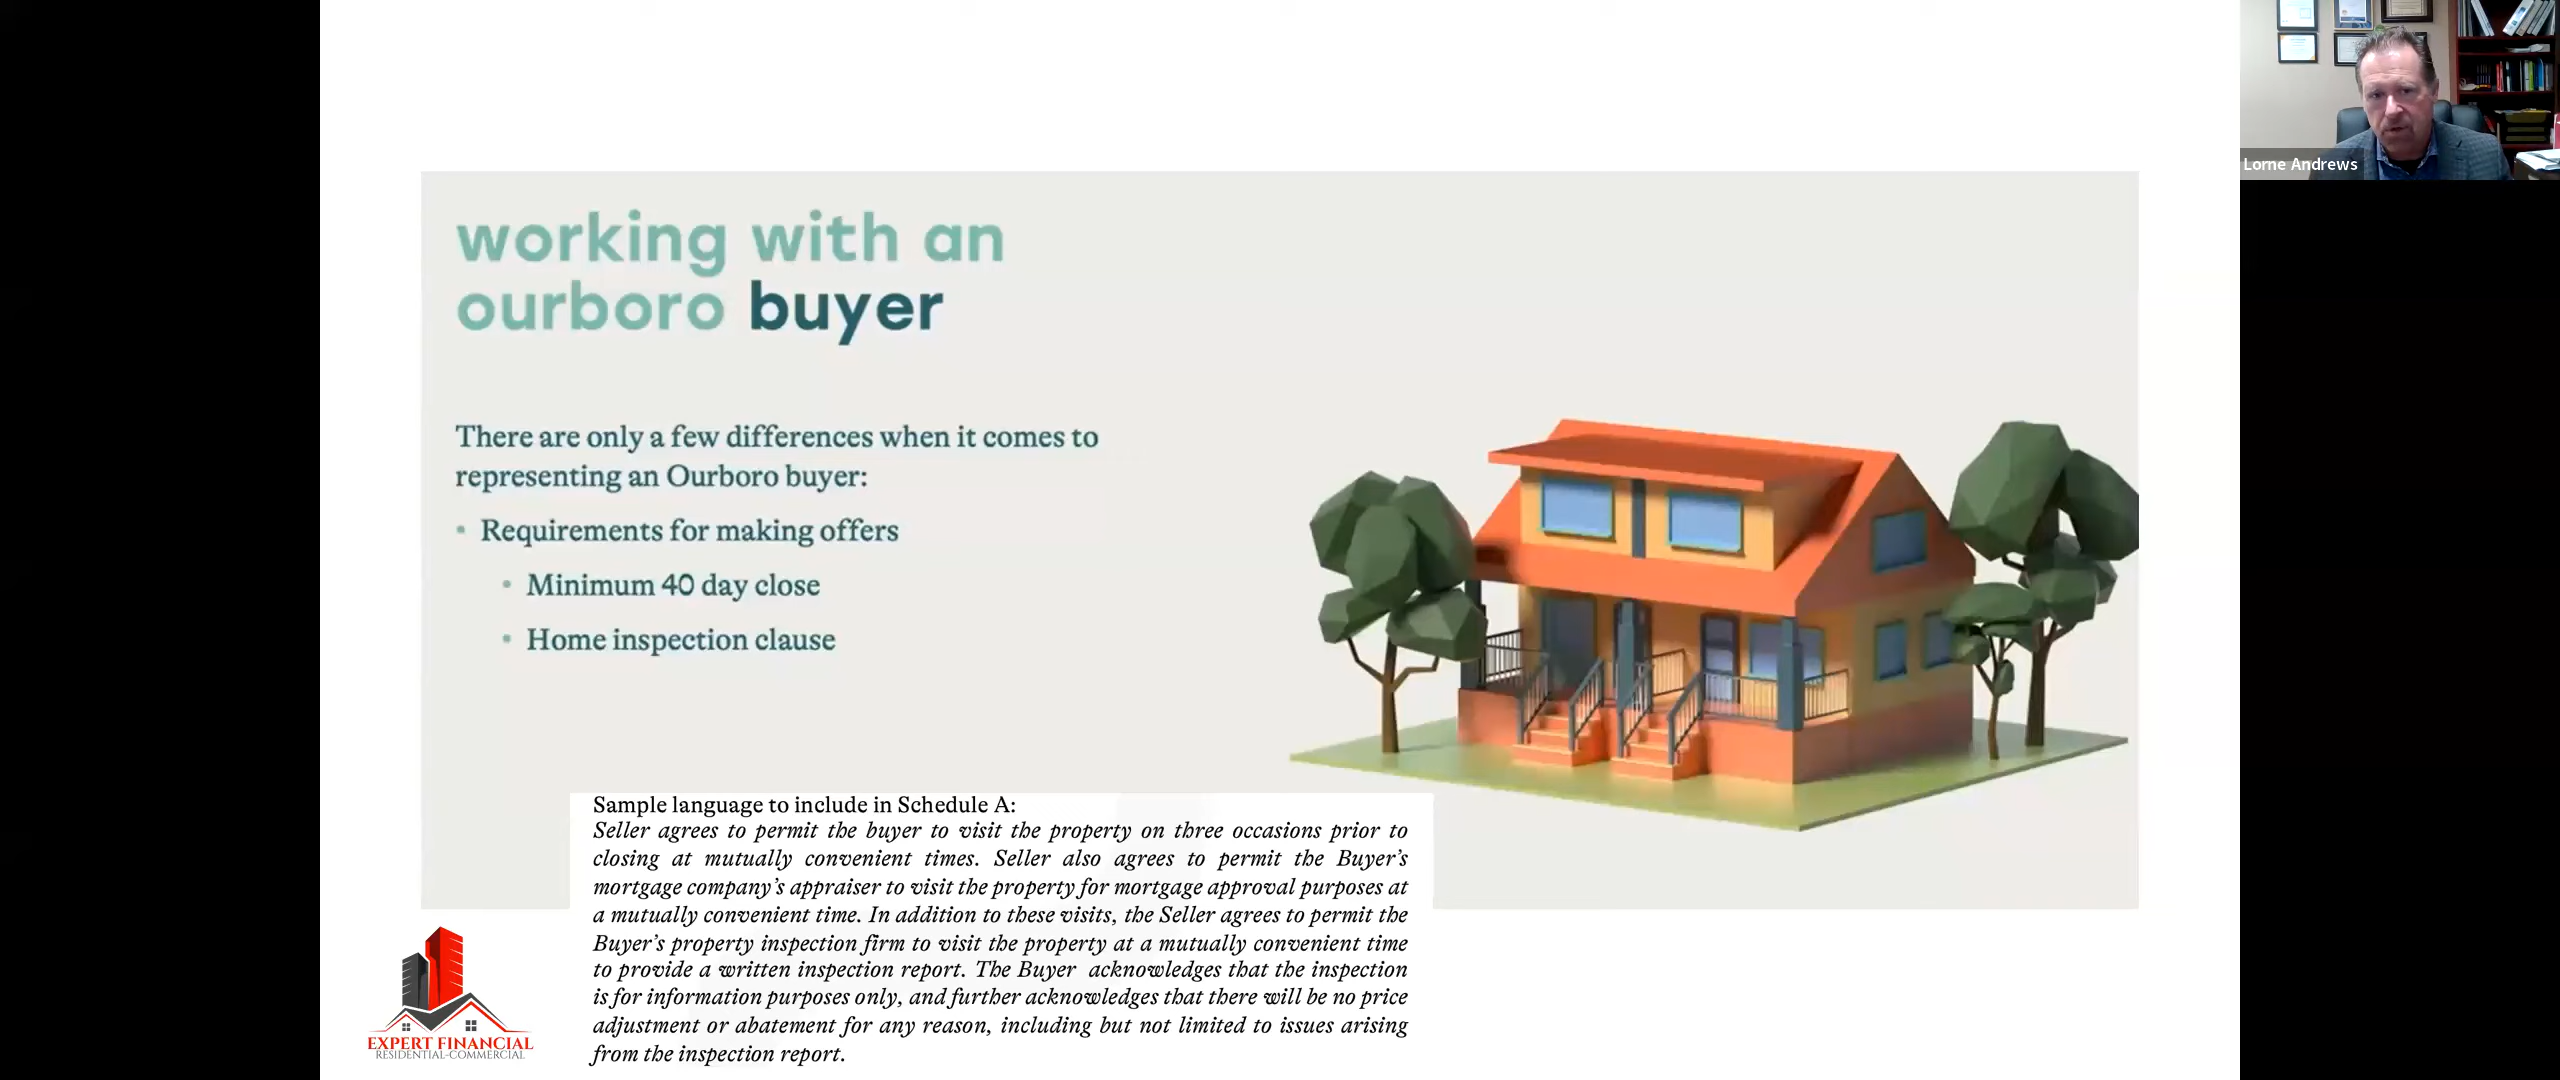 Lorne Andrews
working with an
ourboro buyer
There are only a few differences when it comes to
representing an Ourboro buyer:
• Requirements for making offers
• Minimum 40 day close
• Home inspection clause
Sample language to include in Schedule A:
Seller agrees to permit the buyer to visit the property on three occasions prior to
closing at mutually convenient times. Seller also agrees to permit the Buyer’s
mortgage company’s appraiser to visit the property for mortgage approval purposes at
a mutually convenient time. In addition to these visits, the Seller agrees to permit the
Buyer’s property inspection firm to visit the property at a mutually convenient time
to provide a written inspection report. The Buyer acknowledges that the inspection
is for information purposes only, and further acknowledges that there will be no price
adjustment or abatement for any reason, including but not limited to issues arising
from the inspection report.
EXPERT FINANCIAL
RESIDENTIAL-COMMERCIAL